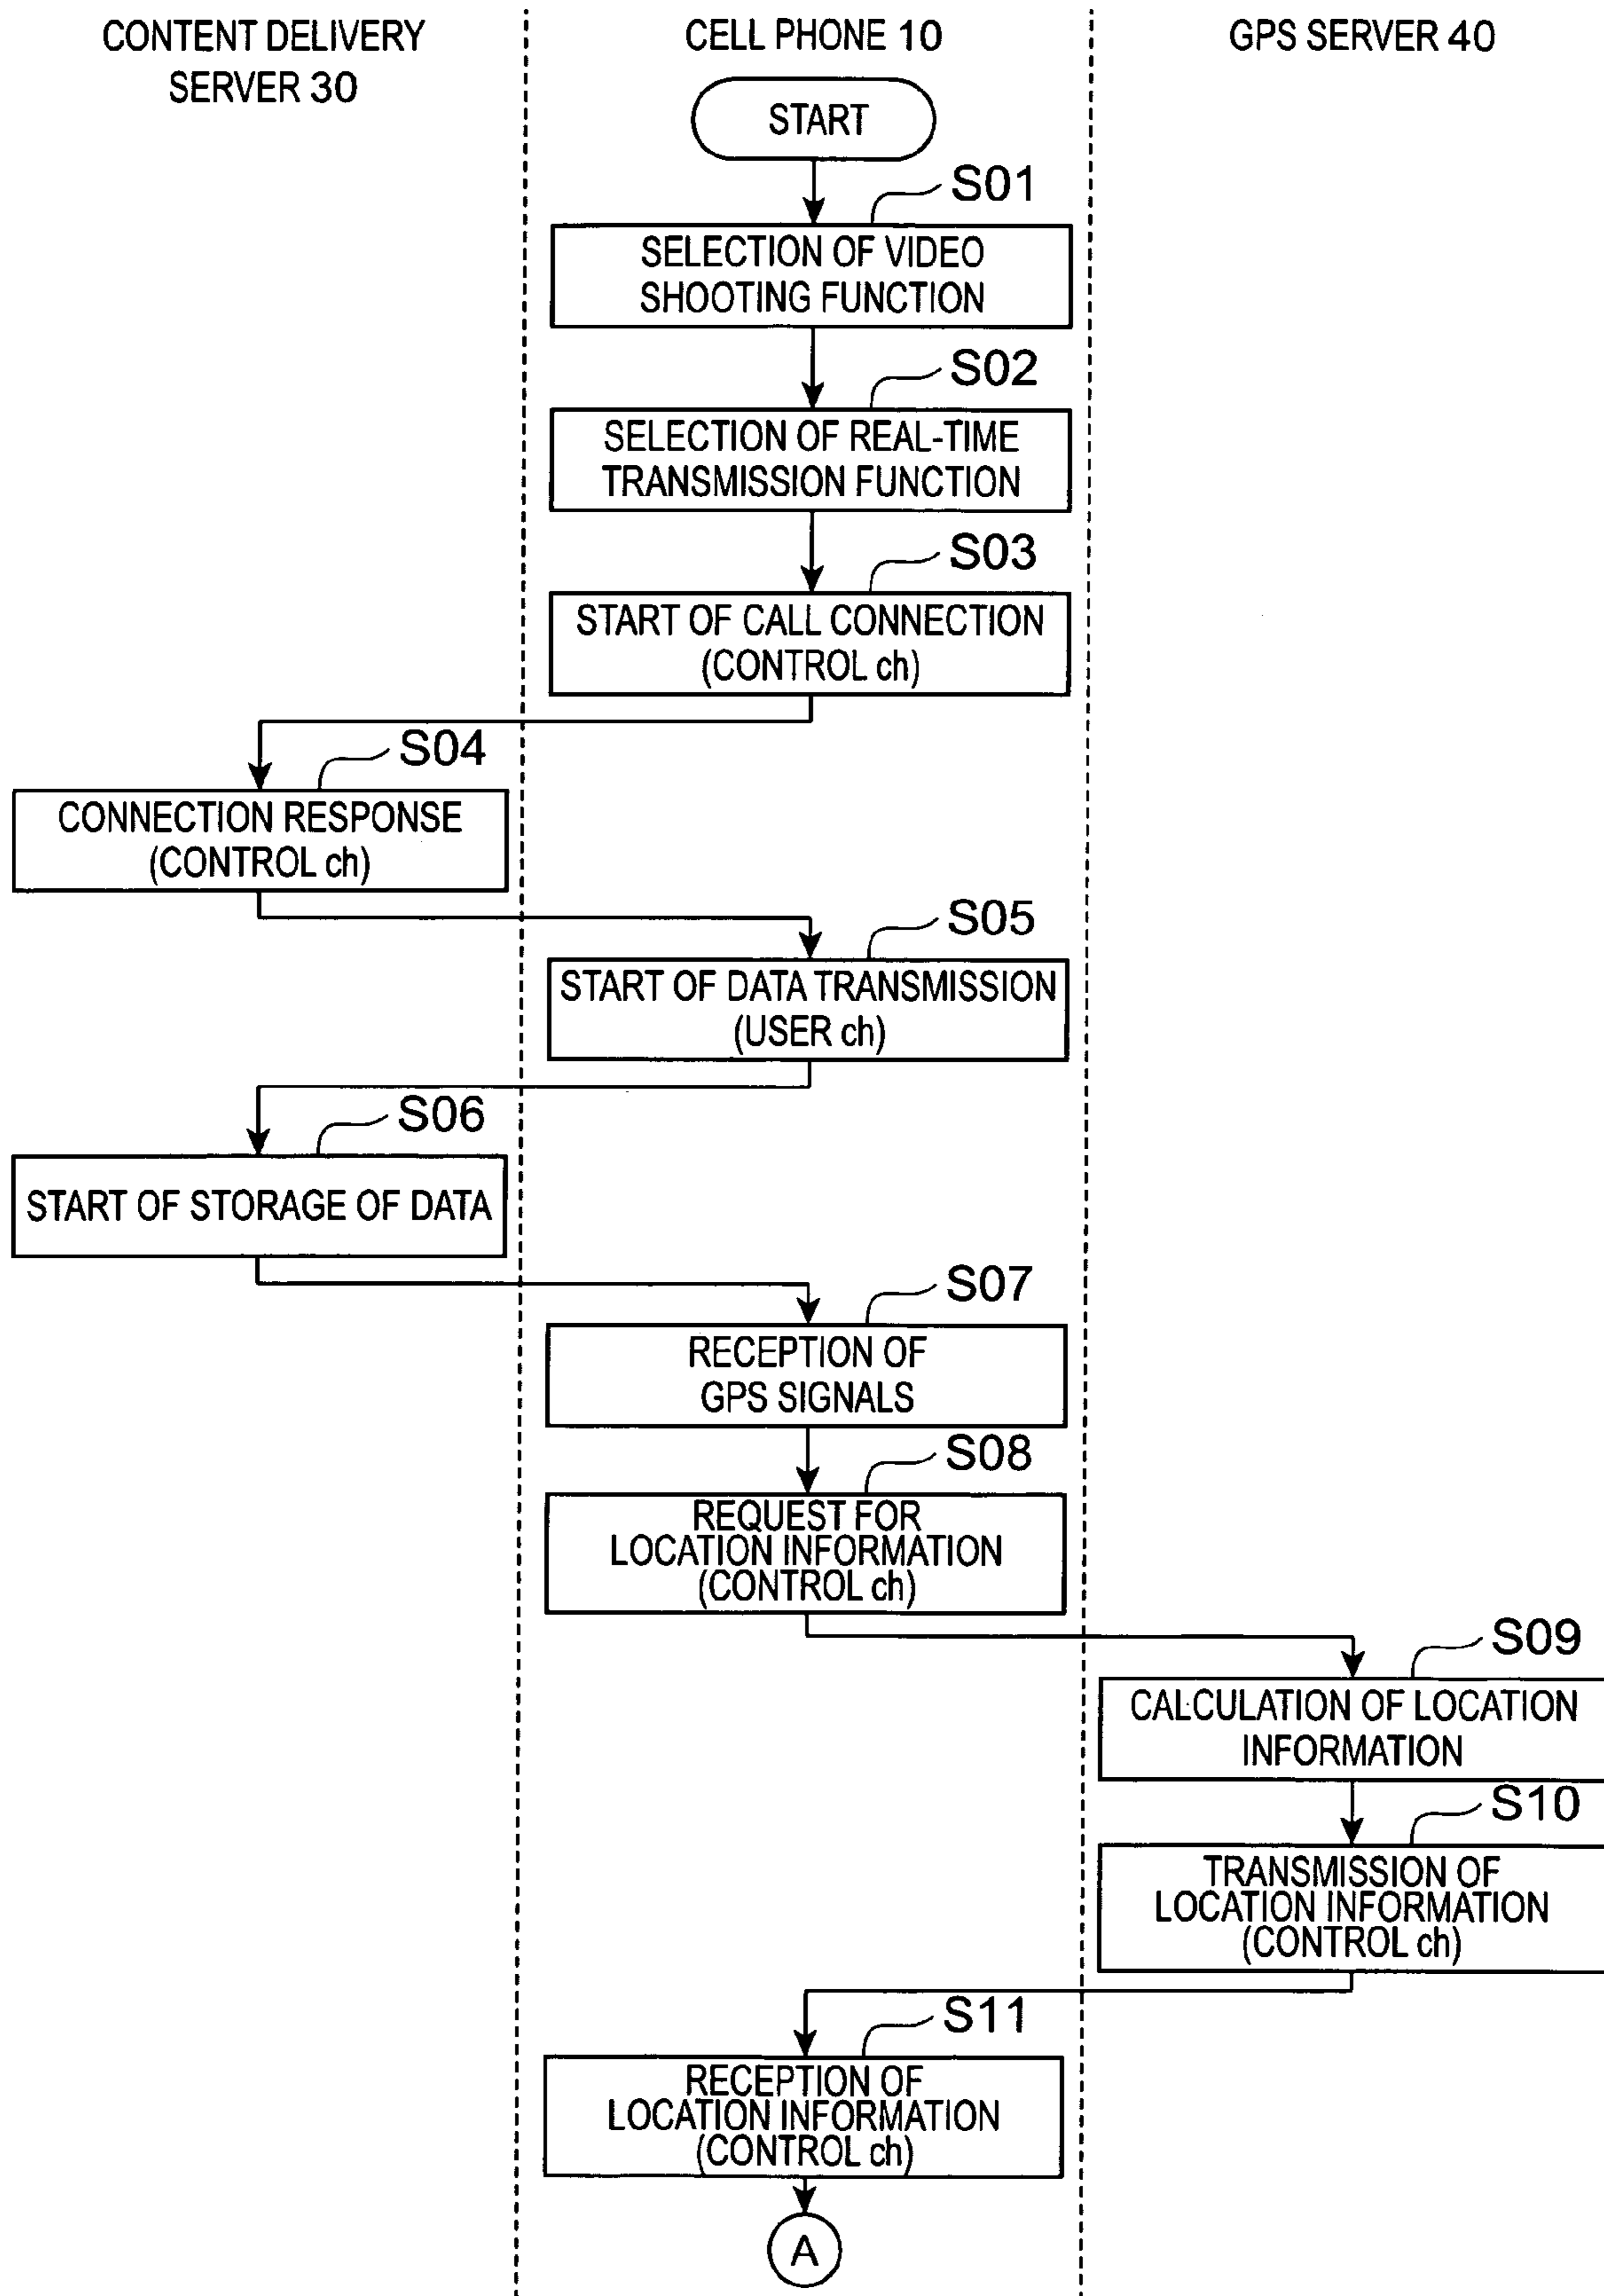 CONTENT DELIVERY
SERVER 30
CELL PHONE 10
GPS SERVER 40
START
S01
SELECTION OF VIDEO
SHOOTING FUNCTION
S02
SELECTION OF REAL-TIME
TRANSMISSION FUNCTION
S03
START OF CALL CONNECTION
(CONTROL ch)
S04
CONNECTION RESPONSE
(CONTROL ch)
S05
START OF DATA TRANSMISSION
(USER ch)
S06
START OF STORAGE OF DATA
S07
RECEPTION OF
GPS SIGNALS
S08
REQUEST FOR
LOCATION INFORMATION
(CONTROL ch)
S09
CALCULATION OF LOCATION
INFORMATION
S10
TRANSMISSION OF
LOCATION INFORMATION
(CONTROL ch)
S11
RECEPTION OF
LOCATION INFORMATION
(CONTROL ch)
A